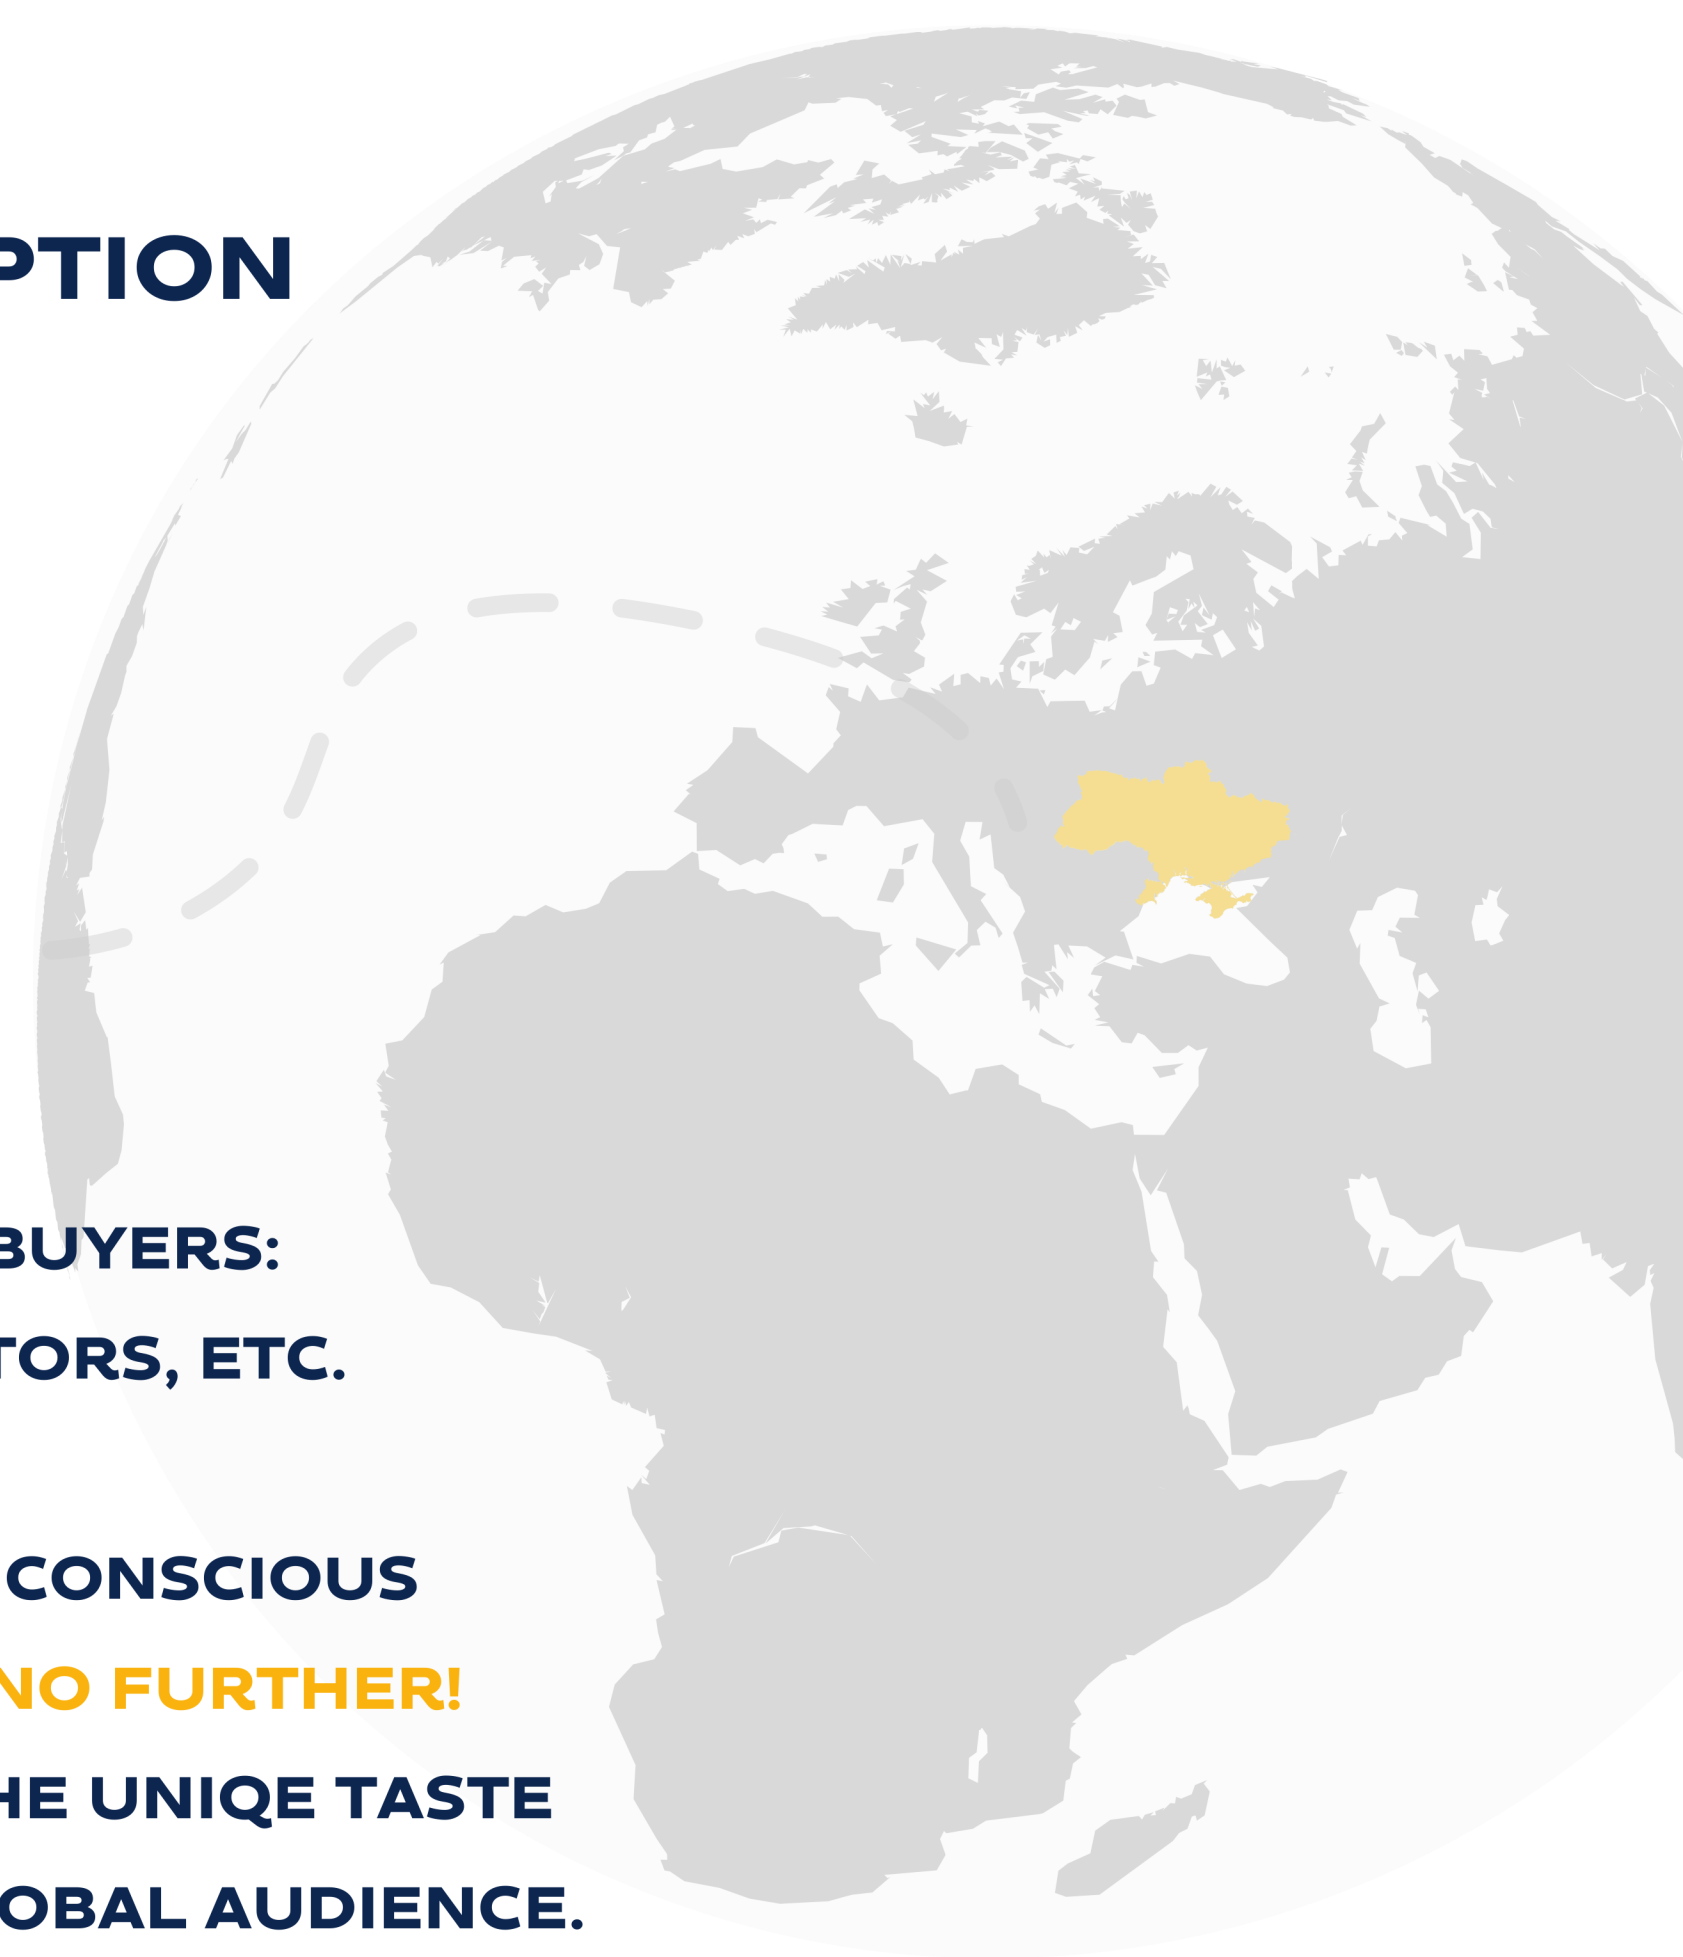 PTION
BUYERS:
TORS, ETC.
CONSCIOUS
NO FURTHER!
HE UNIQE TASTE
OBAL AUDIENCE.